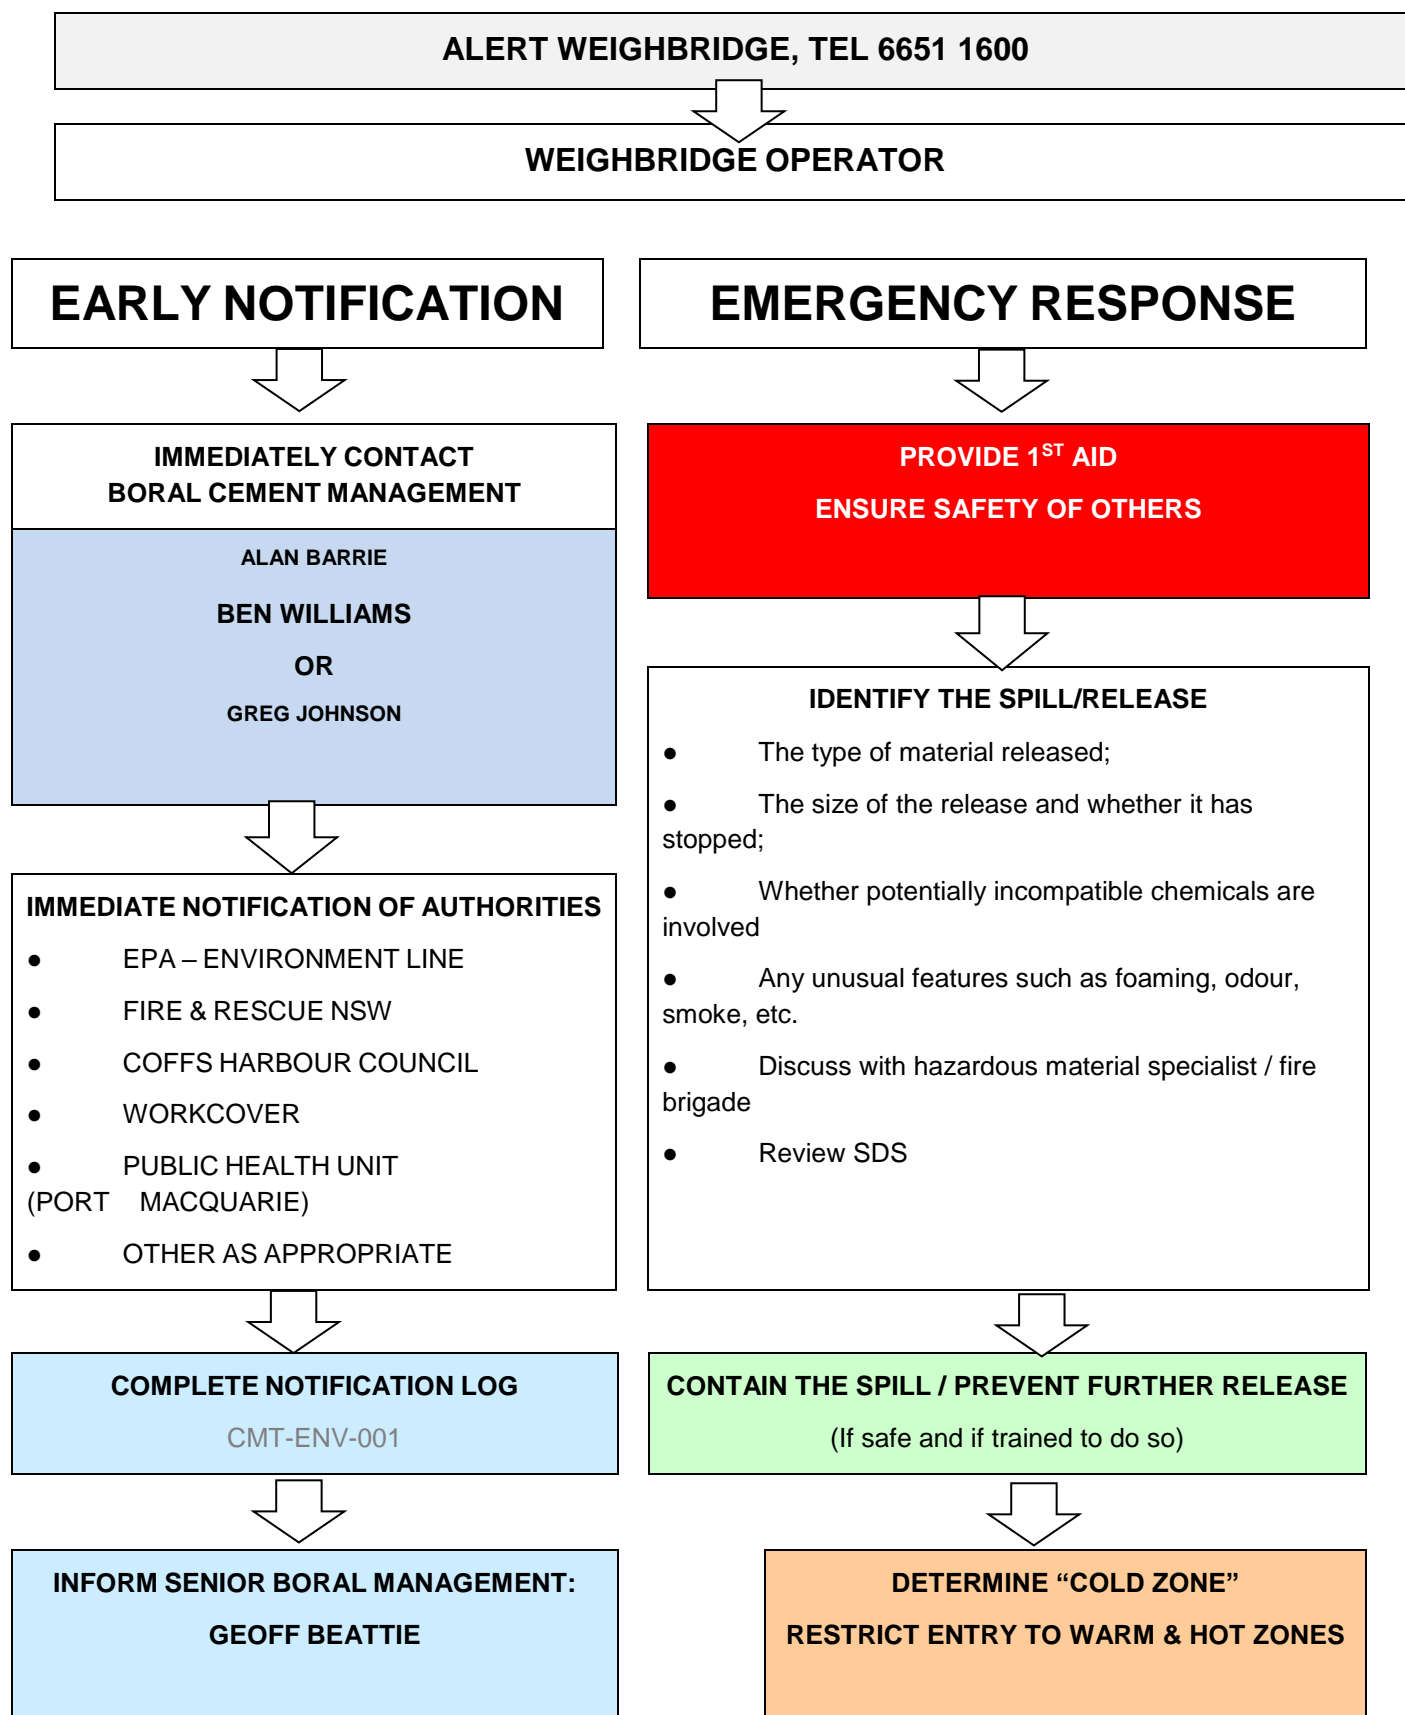 ALERT WEIGHBRIDGE, TEL 6651 1600
WEIGHBRIDGE OPERATOR
EARLY NOTIFICATION
IMMEDIATELY CONTACT
BORAL CEMENT MANAGEMENT
ALAN BARRIE
BEN WILLIAMS
OR
GREG JOHNSON
IMMEDIATE NOTIFICATION OF AUTHORITIES
● EPA – ENVIRONMENT LINE
● FIRE & RESCUE NSW
● COFFS HARBOUR COUNCIL
● WORKCOVER
● PUBLIC HEALTH UNIT
(PORT MACQUARIE)
● OTHER AS APPROPRIATE
COMPLETE NOTIFICATION LOG
CMT-ENV-001
INFORM SENIOR BORAL MANAGEMENT:
GEOFF BEATTIE
EMERGENCY RESPONSE
PROVIDE 1ST AID
ENSURE SAFETY OF OTHERS
IDENTIFY THE SPILL/RELEASE
● The type of material released;
● The size of the release and whether it has
stopped;
● Whether potentially incompatible chemicals are
involved
● Any unusual features such as foaming, odour,
smoke, etc.
● Discuss with hazardous material specialist / fire
brigade
● Review SDS
CONTAIN THE SPILL / PREVENT FURTHER RELEASE
(If safe and if trained to do so)
DETERMINE “COLD ZONE”
RESTRICT ENTRY TO WARM & HOT ZONES